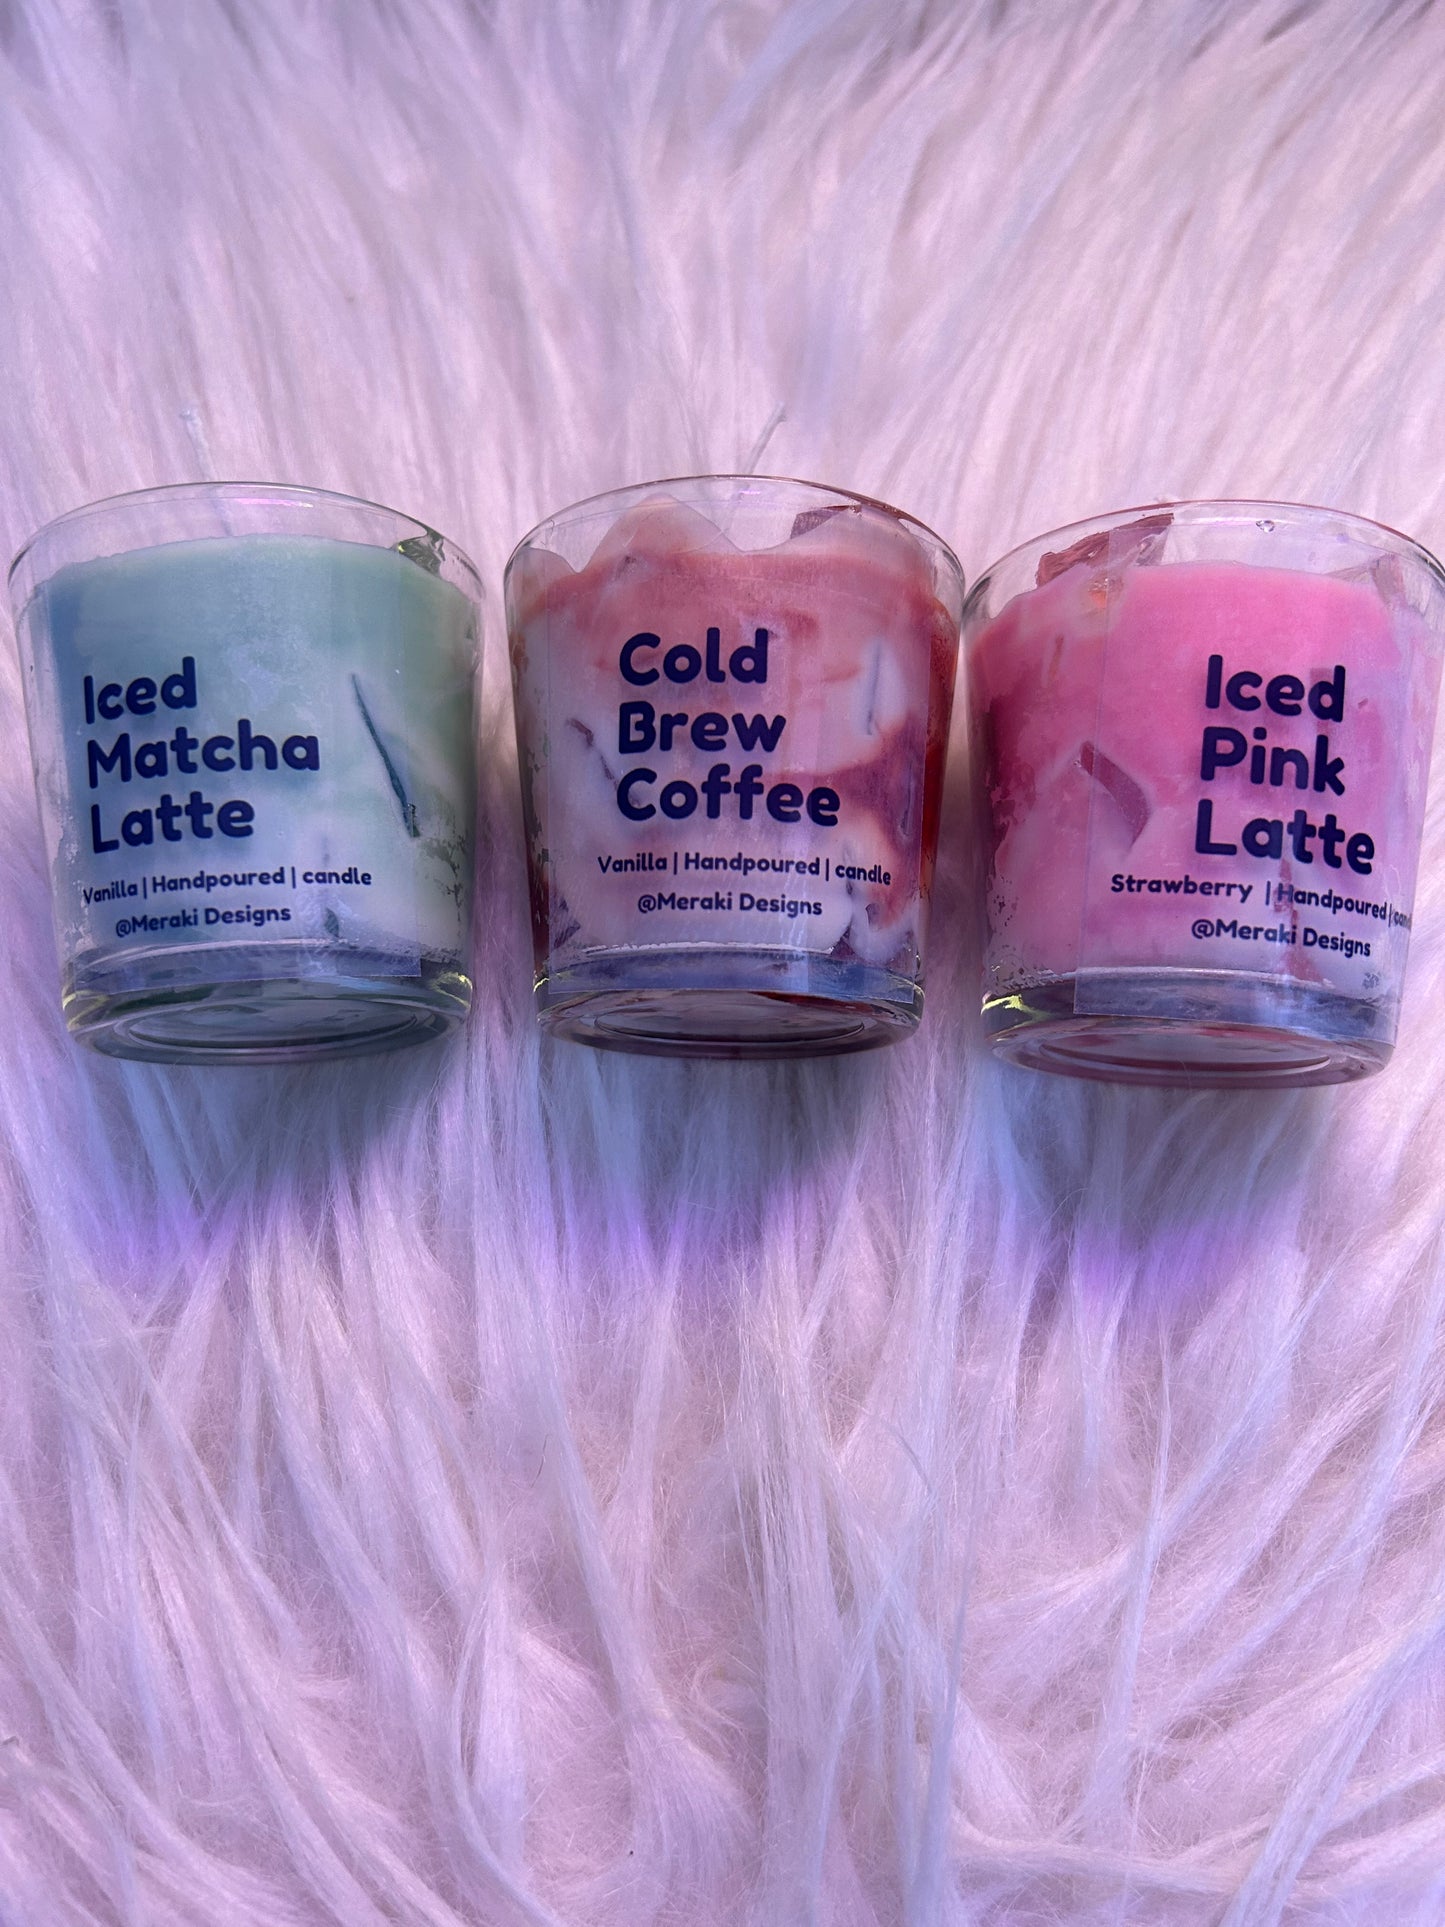 Iced
Matcha
Latte
Vanilla | Handpoured | candle
@Meraki Designs
Cold
Brew
Coffee
Vanilla | Handpoured | candle
@Meraki Designs
Iced
Pink
Latte
Strawberry | Handpoured |
@Meraki Designs